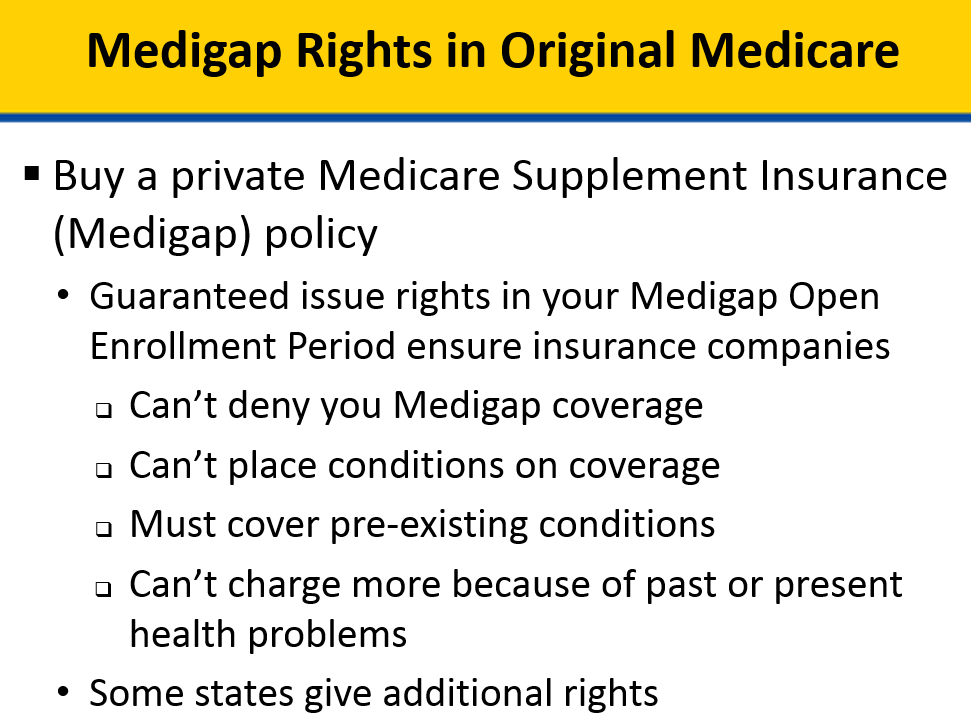 Medigap Rights in Original Medicare
▪ Buy a private Medicare Supplement Insurance
(Medigap) policy
• Guaranteed issue rights in your Medigap Open
Enrollment Period ensure insurance companies
❑ Can’t deny you Medigap coverage
❑ Can’t place conditions on coverage
❑ Must cover pre-existing conditions
❑ Can’t charge more because of past or present
health problems
• Some states give additional rights